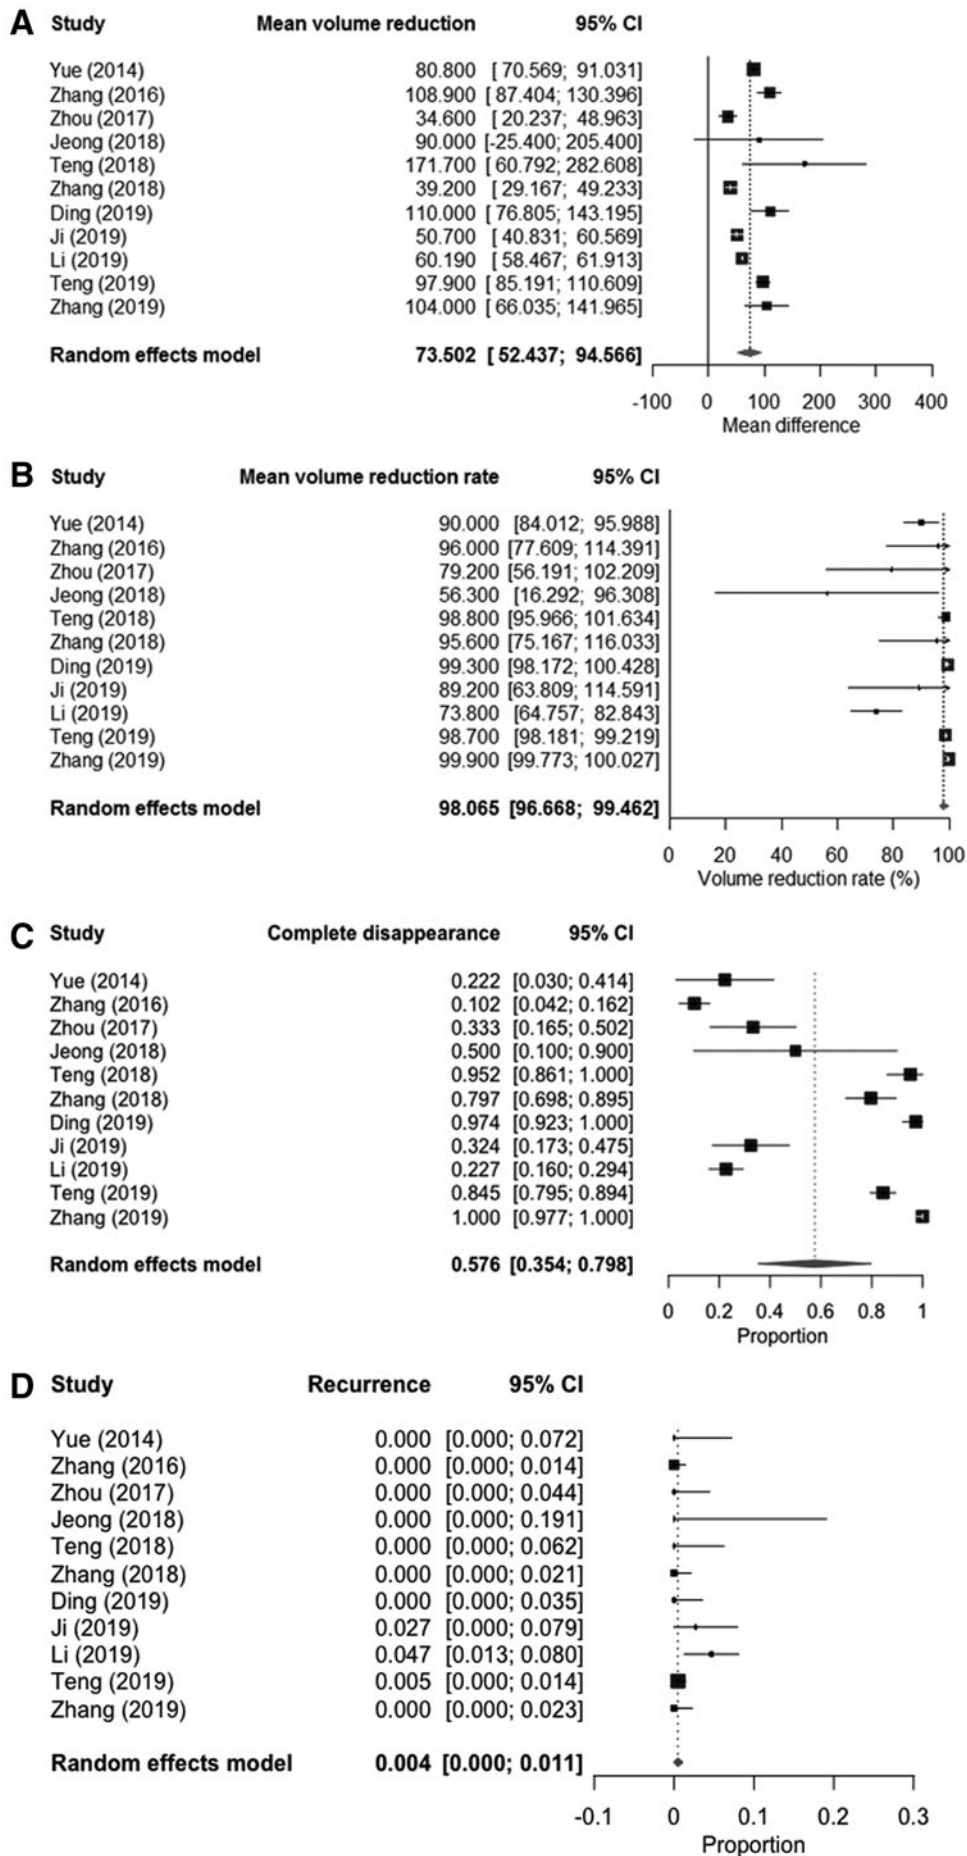 A Study Mean volume reduction 95% CI
Yue (2014) 80.800 [ 70.569; 91.031]
Zhang (2016) 108.900 [ 87.404; 130.396]
Zhou (2017) 34.600 [ 20.237; 48.963]
Jeong (2018) 90.000 [-25.400; 205.400]
Teng (2018) 171.700 [ 60.792; 282.608]
Zhang (2018) 39.200 [ 29.167; 49.233]
Ding (2019) 110.000 [ 76.805; 143.195]
Ji (2019) 50.700 [ 40.831; 60.569]
Li (2019) 60.190 [ 58.467; 61.913]
Teng (2019) 97.900 [ 85.191; 110.609]
Zhang (2019) 104.000 [ 66.035; 141.965]
Random effects model 73.502 [ 52.437; 94.566]
-100 0 100 200 300 400
Mean difference
B Study Mean volume reduction rate 95% CI
Yue (2014) 90.000 [84.012; 95.988]
Zhang (2016) 96.000 [77.609; 114.391]
Zhou (2017) 79.200 [56.191; 102.209]
Jeong (2018) 56.300 [16.292; 96.308]
Teng (2018) 98.800 [95.966; 101.634]
Zhang (2018) 95.600 [75.167; 116.033]
Ding (2019) 99.300 [98.172; 100.428]
Ji (2019) 89.200 [63.809; 114.591]
Li (2019) 73.800 [64.757; 82.843]
Teng (2019) 98.700 [98.181; 99.219]
Zhang (2019) 99.900 [99.773; 100.027]
Random effects model 98.065 [96.668; 99.462]
0 20 40 60 80 100
Volume reduction rate (%)
C Study Complete disappearance 95% CI
Yue (2014) 0.222 [0.030; 0.414]
Zhang (2016) 0.102 [0.042; 0.162]
Zhou (2017) 0.333 [0.165; 0.502]
Jeong (2018) 0.500 [0.100; 0.900]
Teng (2018) 0.952 [0.861; 1.000]
Zhang (2018) 0.797 [0.698; 0.895]
Ding (2019) 0.974 [0.923; 1.000]
Ji (2019) 0.324 [0.173; 0.475]
Li (2019) 0.227 [0.160; 0.294]
Teng (2019) 0.845 [0.795; 0.894]
Zhang (2019) 1.000 [0.977; 1.000]
Random effects model 0.576 [0.354; 0.798]
0 0.2 0.4 0.6 0.8 1
Proportion
D Study Recurrence 95% CI
Yue (2014) 0.000 [0.000; 0.072]
Zhang (2016) 0.000 [0.000; 0.014]
Zhou (2017) 0.000 [0.000; 0.044]
Jeong (2018) 0.000 [0.000; 0.191]
Teng (2018) 0.000 [0.000; 0.062]
Zhang (2018) 0.000 [0.000; 0.021]
Ding (2019) 0.000 [0.000; 0.035]
Ji (2019) 0.027 [0.000; 0.079]
Li (2019) 0.047 [0.013; 0.080]
Teng (2019) 0.005 [0.000; 0.014]
Zhang (2019) 0.000 [0.000; 0.023]
Random effects model 0.004 [0.000; 0.011]
-0.1 0 0.1 0.2 0.3
Proportion